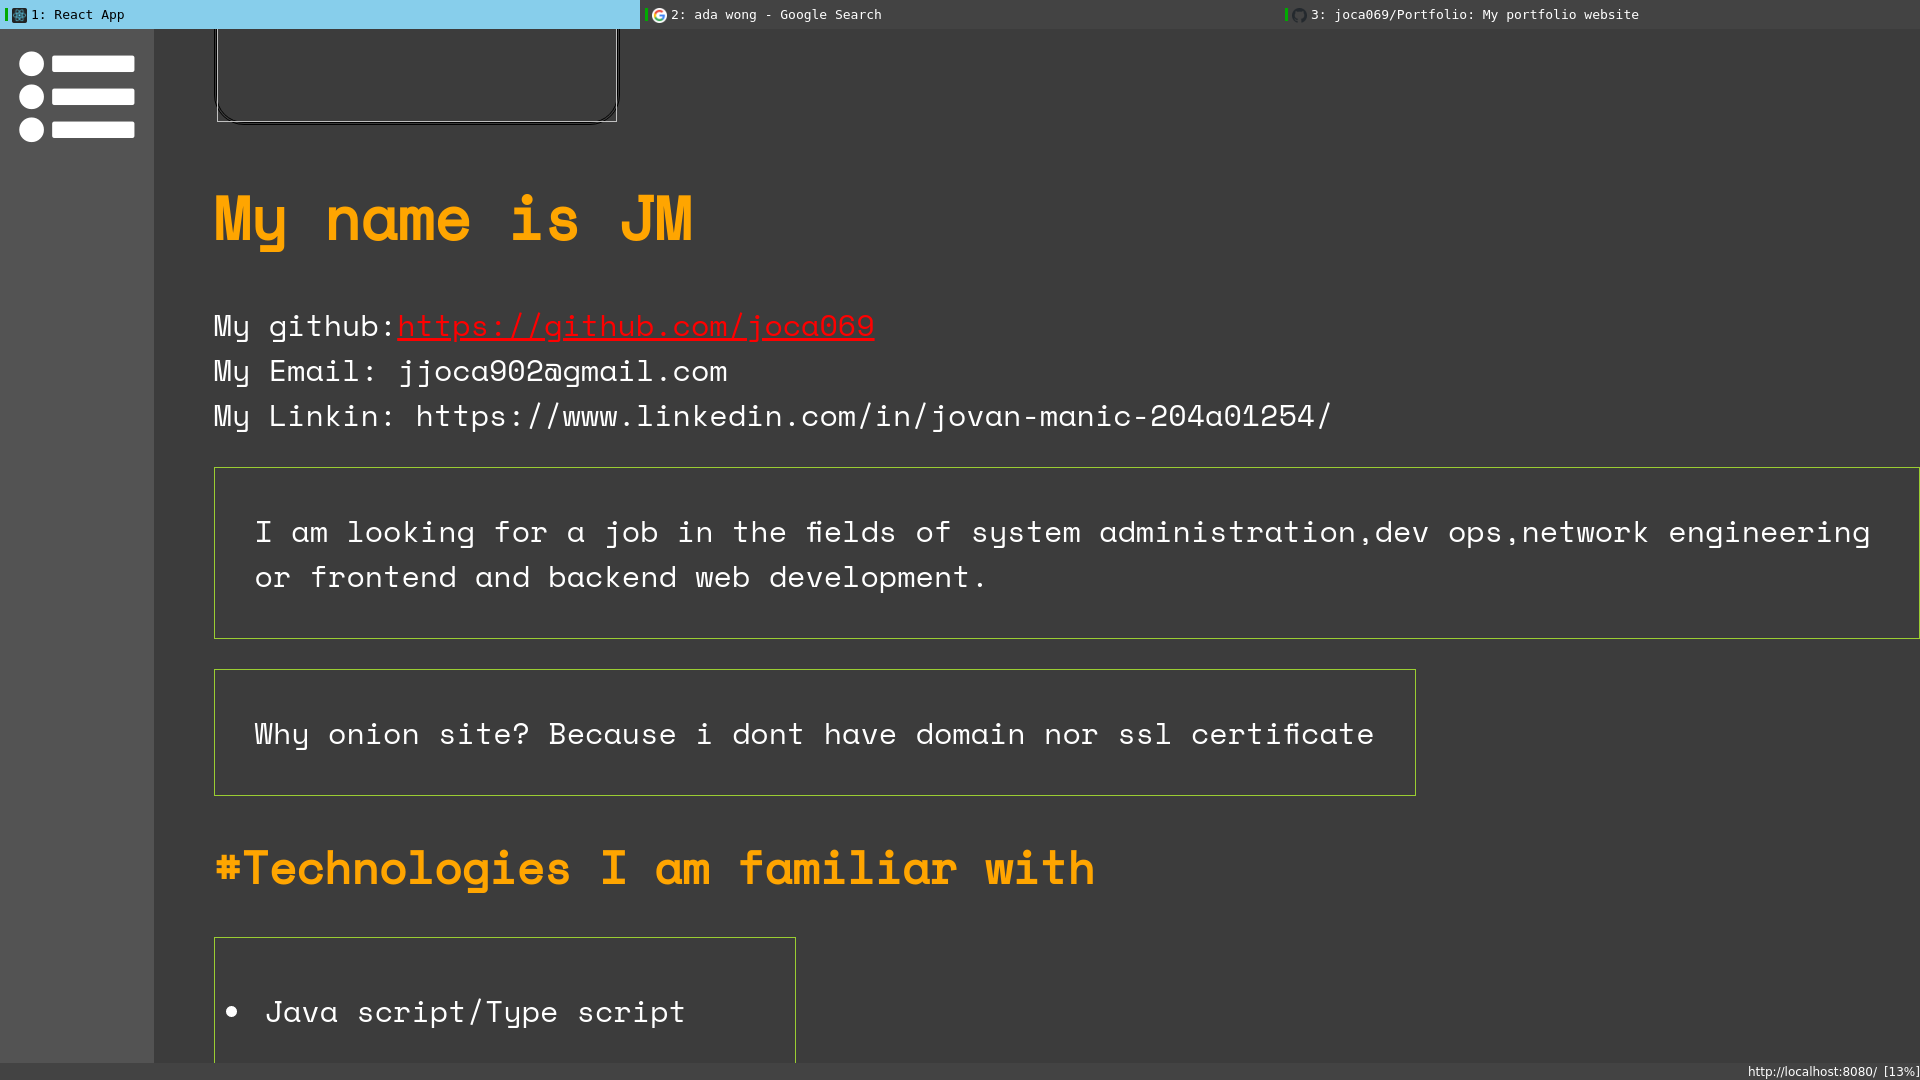 1: React App
2: ada wong - Google Search
3: joca069/Portfolio: My portfolio website
My name is JM
My github:https://github.com/joca069
My Email: jjoca902@gmail.com
My Linkin: https://www.linkedin.com/in/jovan-manic-204a01254/
I am looking for a job in the fields of system administration,dev ops,network engineering
or frontend and backend web development.
Why onion site? Because i dont have domain nor ssl certificate
#Technologies I am familiar with
Java script/Type script
http://localhost:8080/ [13%]